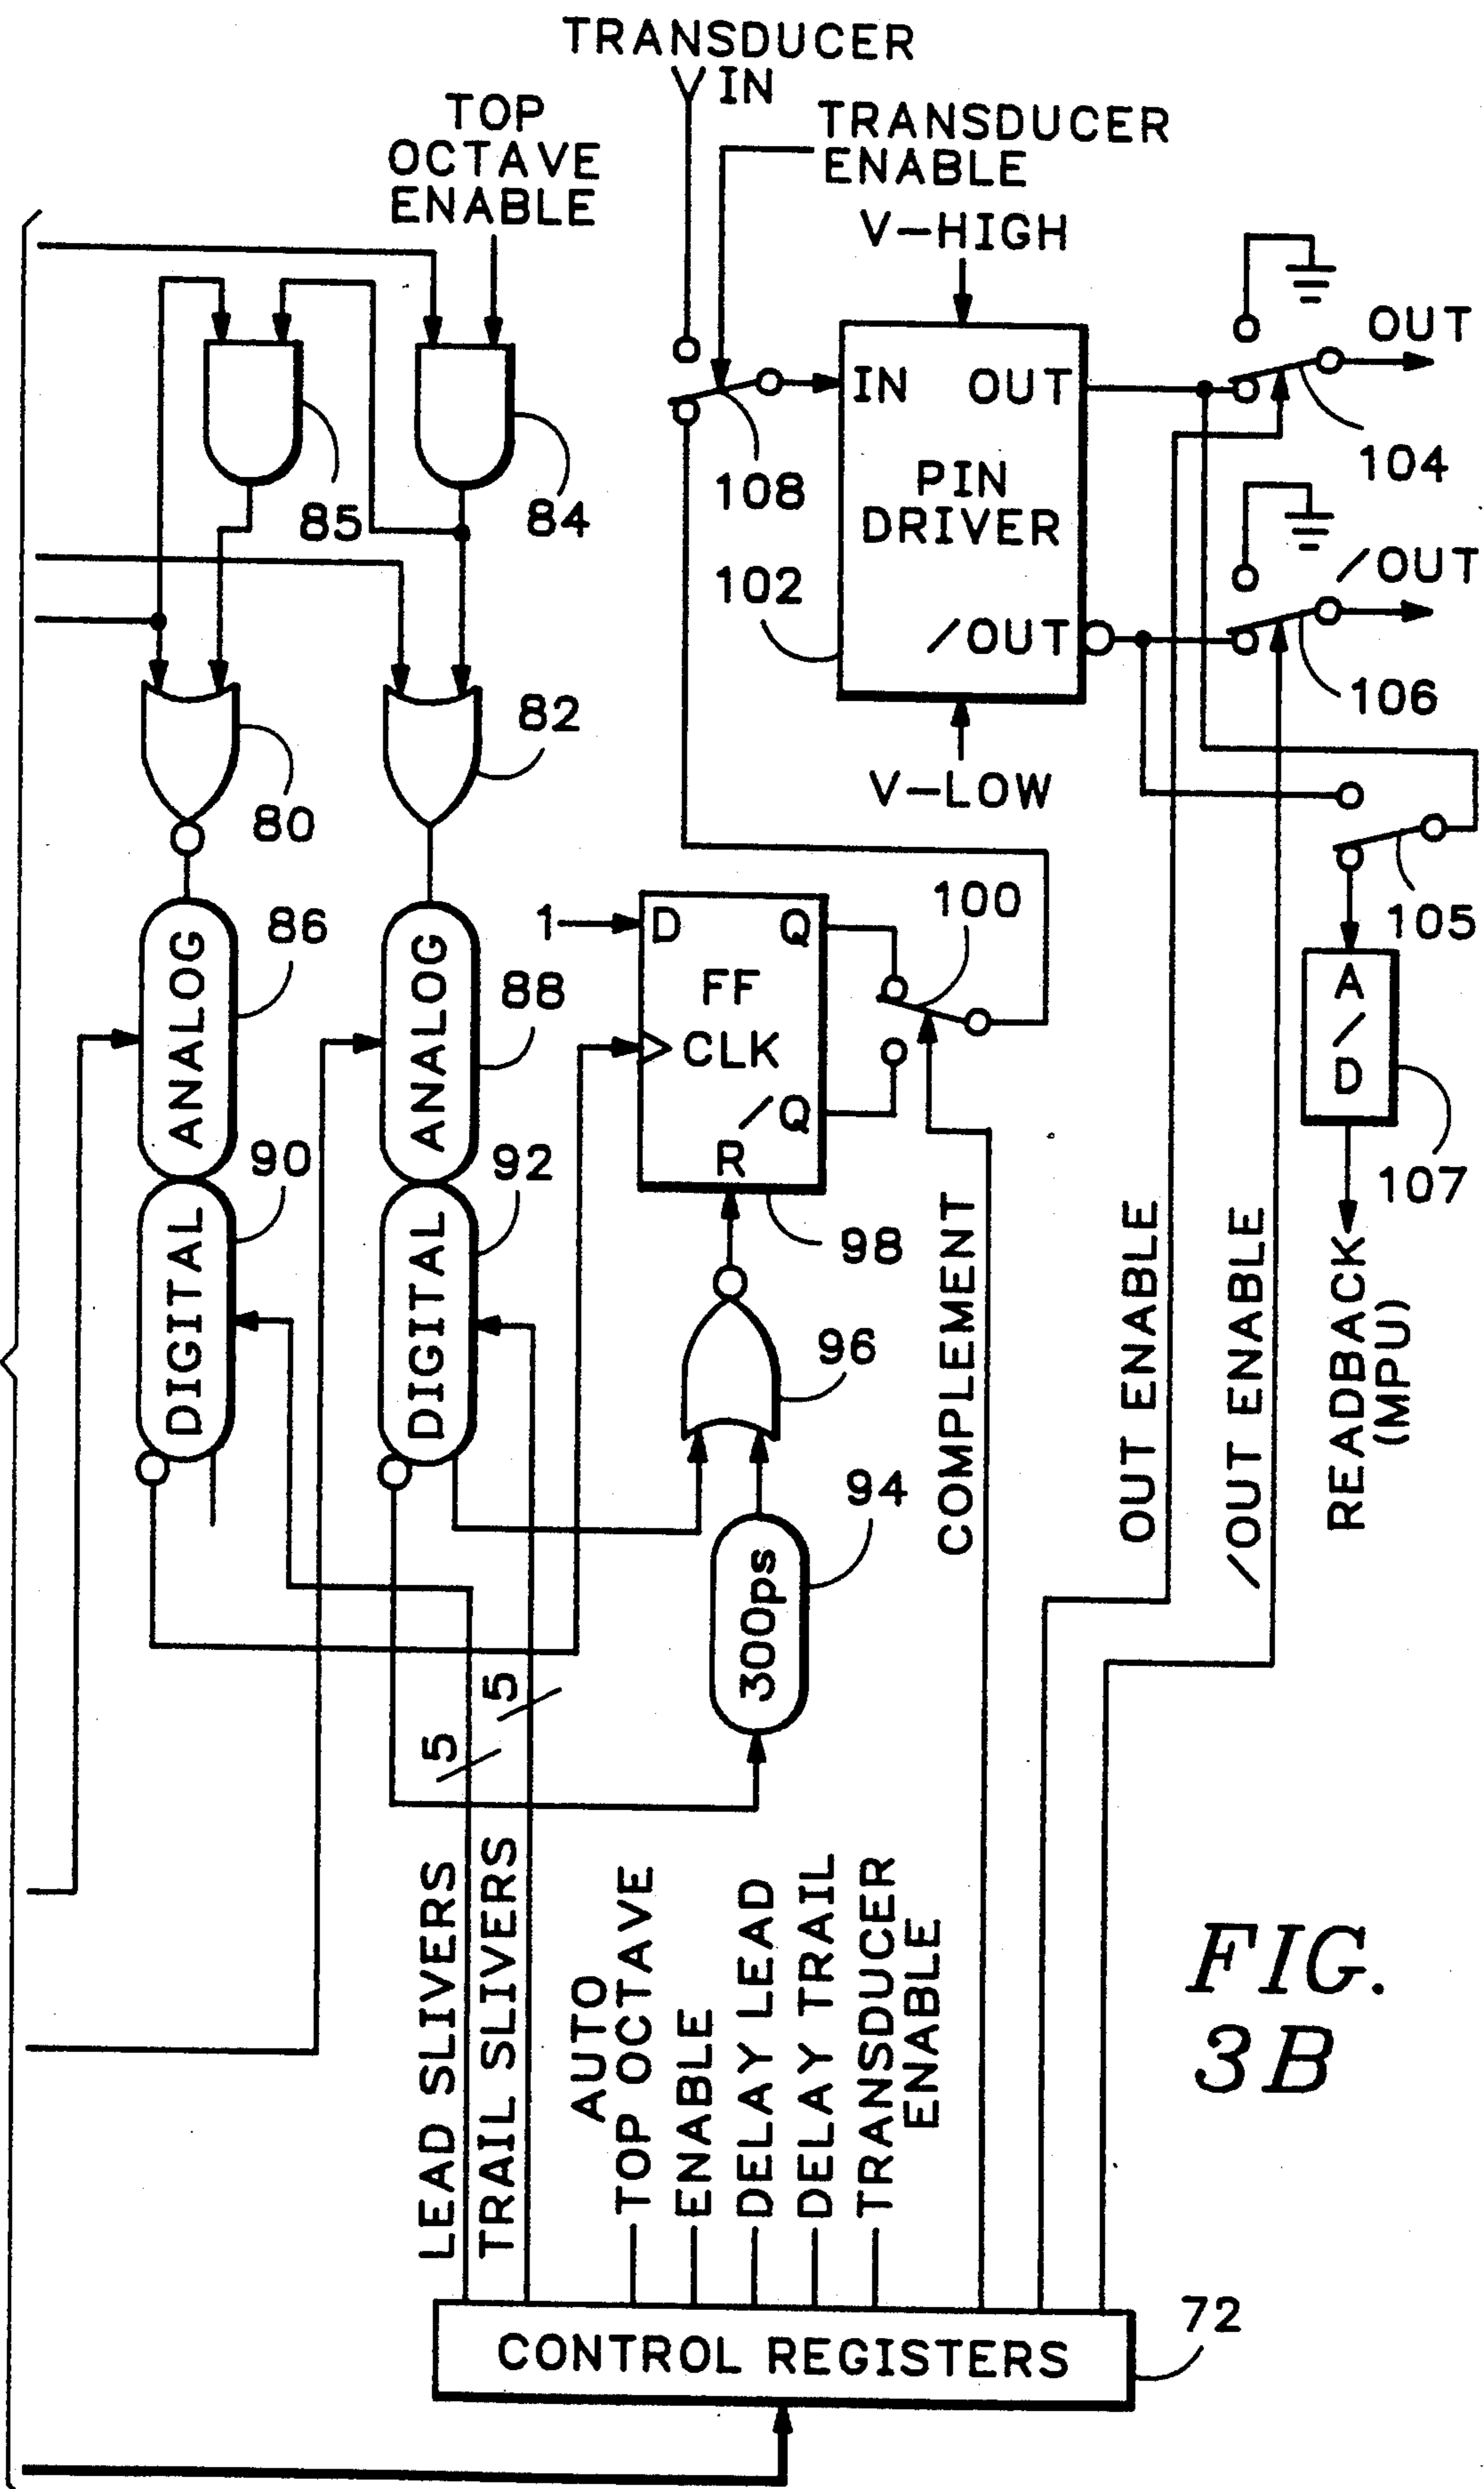 TRANSDUCER
V IN
TOP
OCTAVE
ENABLE
TRANSDUCER
ENABLE
V-HIGH
OUT
IN OUT
PIN
DRIVER
/OUT
104
108
85
84
102
/OUT
106
82
80
V-LOW
105
86
88
ANALOG
ANALOG
1
D Q
FF
CLK
/Q
R
100
A
/
D
107
90
92
DIGITAL
DIGITAL
98
96
94
300ps
COMPLEMENT
OUT ENABLE
/OUT ENABLE
READBACK
(MPU)
5
5
LEAD SLIVERS
TRAIL SLIVERS
AUTO
TOP OCTAVE
ENABLE
DELAY LEAD
DELAY TRAIL
TRANSDUCER
ENABLE
FIG.
3B
72
CONTROL REGISTERS